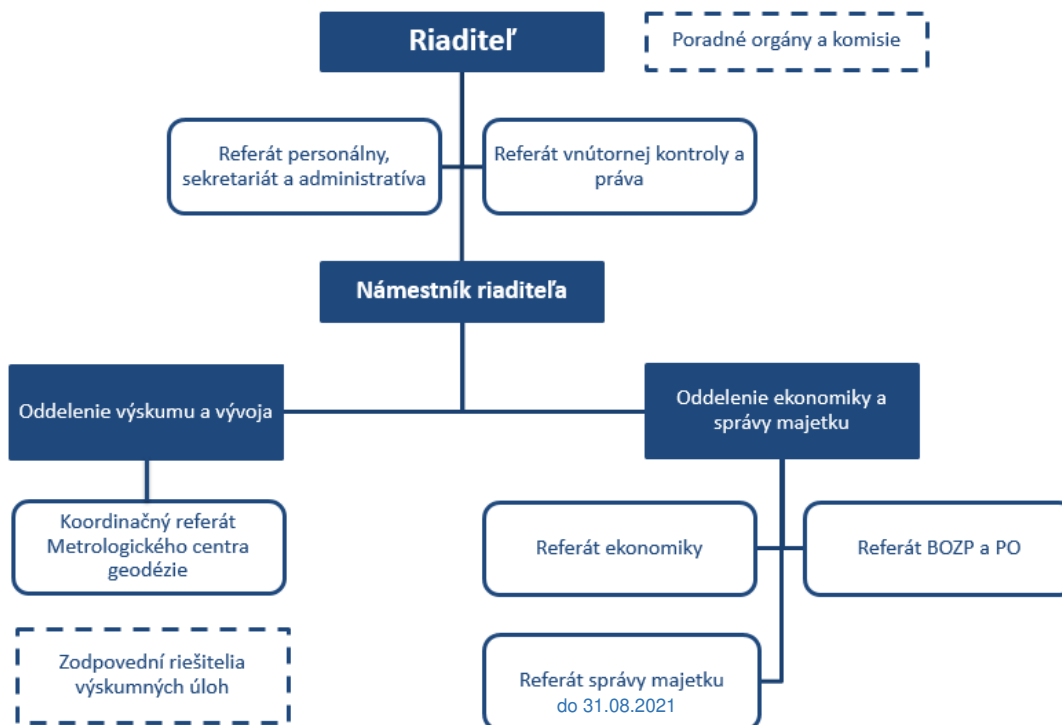 Riaditeľ
Poradné orgány a komisie
Referát personálny,
sekretariát a administratíva
Referát vnútornej kontroly a
práva
Námestník riaditeľa
Oddelenie výskumu a vývoja
Oddelenie ekonomiky a
správy majetku
Koordinačný referát
Metrologického centra
geodézie
Referát ekonomiky
Referát BOZP a PO
Zodpovední riešitelia
výskumných úloh
Referát správy majetku
do 31.08.2021